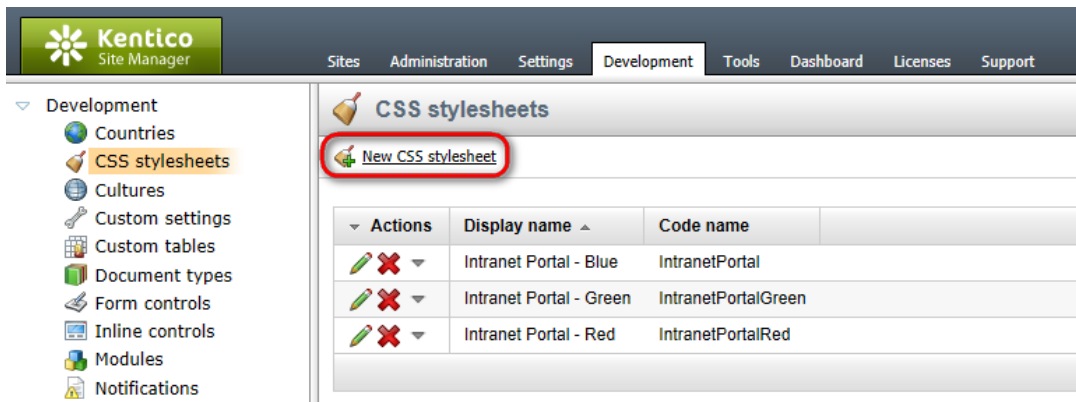 Kentico
Site Manager
Sites Administration Settings Development Tools Dashboard Licenses Support
Development
Countries
CSS stylesheets
Cultures
Custom settings
Custom tables
Document types
Form controls
Inline controls
Modules
Notifications
CSS stylesheets
New CSS stylesheet
Actions Display name Code name
Intranet Portal - Blue IntranetPortal
Intranet Portal - Green IntranetPortalGreen
Intranet Portal - Red IntranetPortalRed